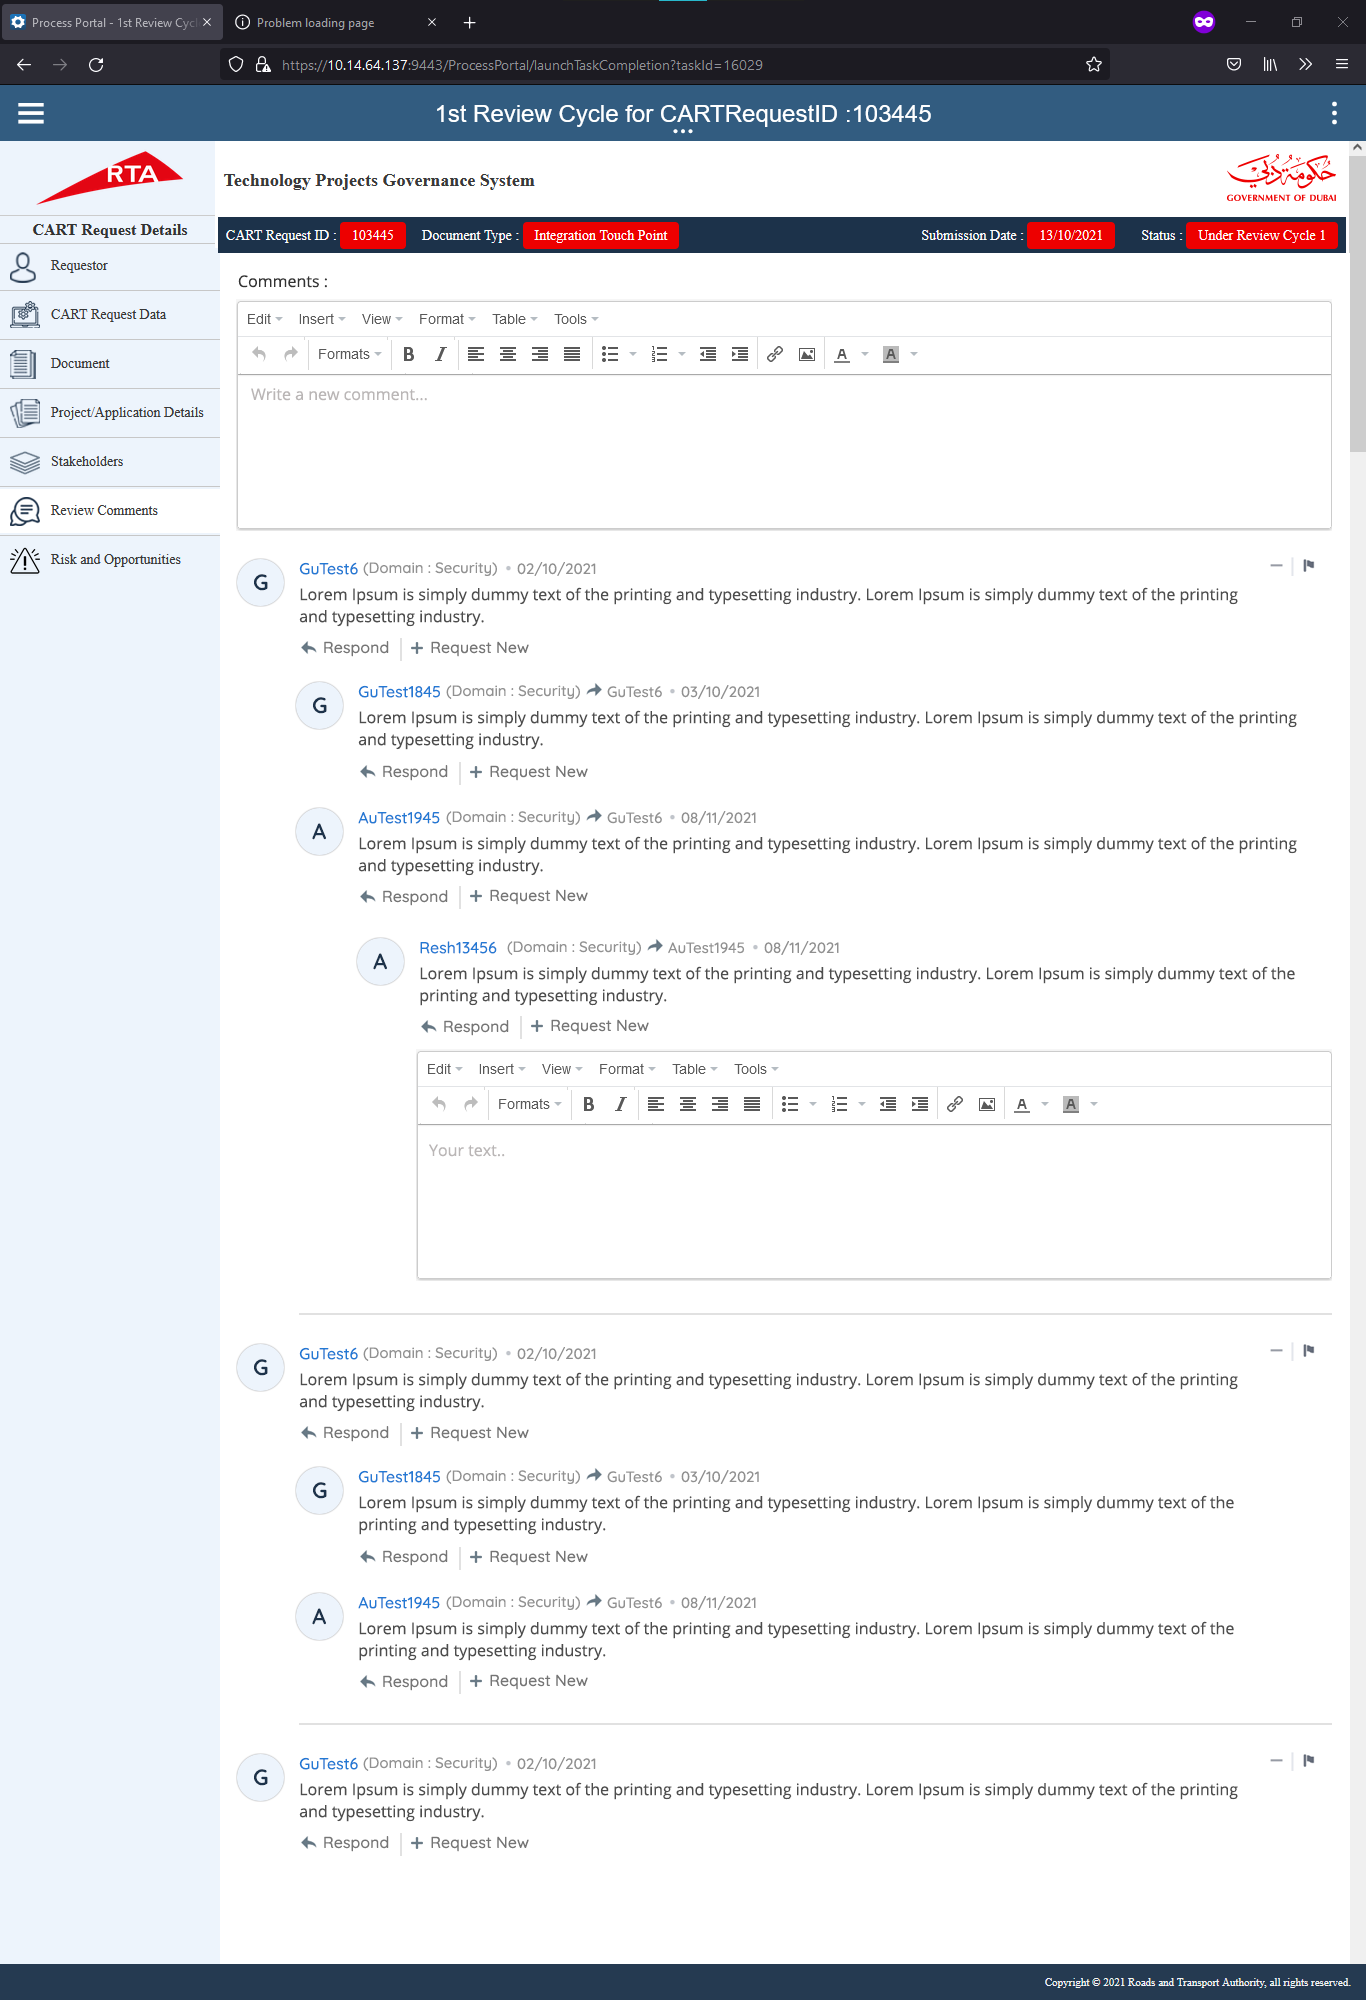 Process Portal - 1st Review Cycl
Problem loading page
https://10.14.64.137:9443/ProcessPortal/launchTaskCompletion?taskId=16029
1st Review Cycle for CARTRequestID :103445
RTA
Technology Projects Governance System
حكومة دبي
GOVERNMENT OF DUBAI
CART Request Details
CART Request ID : 103445 Document Type : Integration Touch Point Submission Date : 13/10/2021 Status : Under Review Cycle 1
Requestor
CART Request Data
Document
Project/Application Details
Stakeholders
Review Comments
Risk and Opportunities
Comments :
Edit Insert View Format Table Tools
Formats B I A A
Write a new comment...
G
GuTest6 (Domain : Security) • 02/10/2021
Lorem Ipsum is simply dummy text of the printing and typesetting industry. Lorem Ipsum is simply dummy text of the printing
and typesetting industry.
Respond + Request New
G
GuTest1845 (Domain : Security) GuTest6 • 03/10/2021
Lorem Ipsum is simply dummy text of the printing and typesetting industry. Lorem Ipsum is simply dummy text of the printing
and typesetting industry.
Respond + Request New
A
AuTest1945 (Domain : Security) GuTest6 • 08/11/2021
Lorem Ipsum is simply dummy text of the printing and typesetting industry. Lorem Ipsum is simply dummy text of the printing
and typesetting industry.
Respond + Request New
A
Resh13456 (Domain : Security) AuTest1945 • 08/11/2021
Lorem Ipsum is simply dummy text of the printing and typesetting industry. Lorem Ipsum is simply dummy text of the
printing and typesetting industry.
Respond + Request New
Edit Insert View Format Table Tools
Formats B I A A
Your text..
G
GuTest6 (Domain : Security) • 02/10/2021
Lorem Ipsum is simply dummy text of the printing and typesetting industry. Lorem Ipsum is simply dummy text of the printing
and typesetting industry.
Respond + Request New
G
GuTest1845 (Domain : Security) GuTest6 • 03/10/2021
Lorem Ipsum is simply dummy text of the printing and typesetting industry. Lorem Ipsum is simply dummy text of the
printing and typesetting industry.
Respond + Request New
A
AuTest1945 (Domain : Security) GuTest6 • 08/11/2021
Lorem Ipsum is simply dummy text of the printing and typesetting industry. Lorem Ipsum is simply dummy text of the
printing and typesetting industry.
Respond + Request New
G
GuTest6 (Domain : Security) • 02/10/2021
Lorem Ipsum is simply dummy text of the printing and typesetting industry. Lorem Ipsum is simply dummy text of the printing
and typesetting industry.
Respond + Request New
Copyright © 2021 Roads and Transport Authority, all rights reserved.